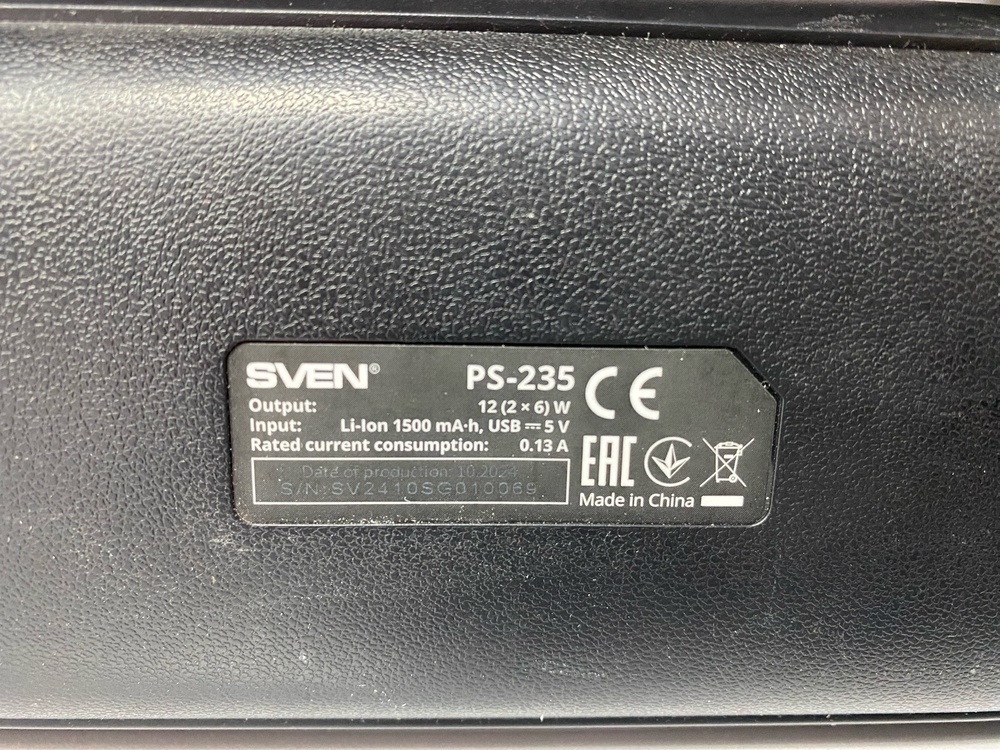 SVEN® PS-235
Output: 12 (2 × 6) W
Input: Li-Ion 1500 mA·h, USB ⎓ 5 V
Rated current consumption: 0.13 A
Date of production: 10.2024
S/N:SV2410SG010069
CE
EAC
Made in China